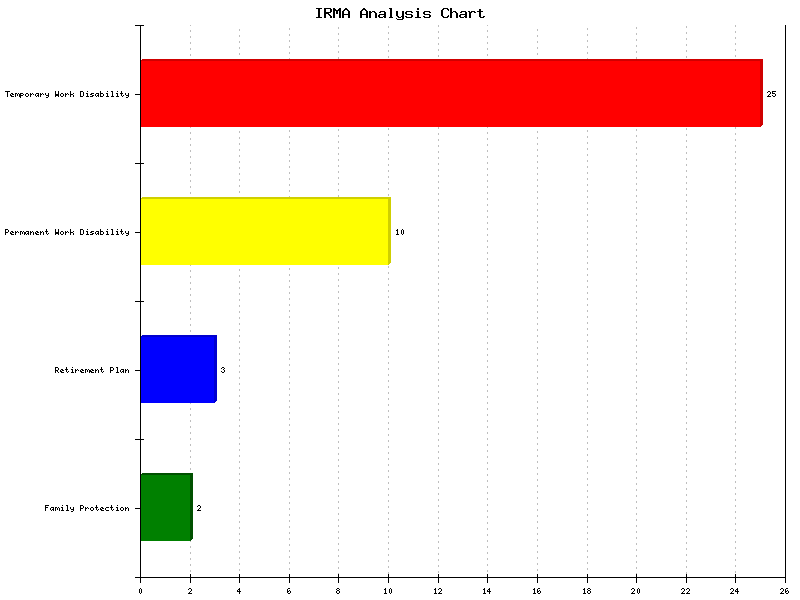 IRMA Analysis Chart
Temporary Work Disability
25
Permanent Work Disability
10
Retirement Plan
3
Family Protection
2
0 2 4 6 8 10 12 14 16 18 20 22 24 26